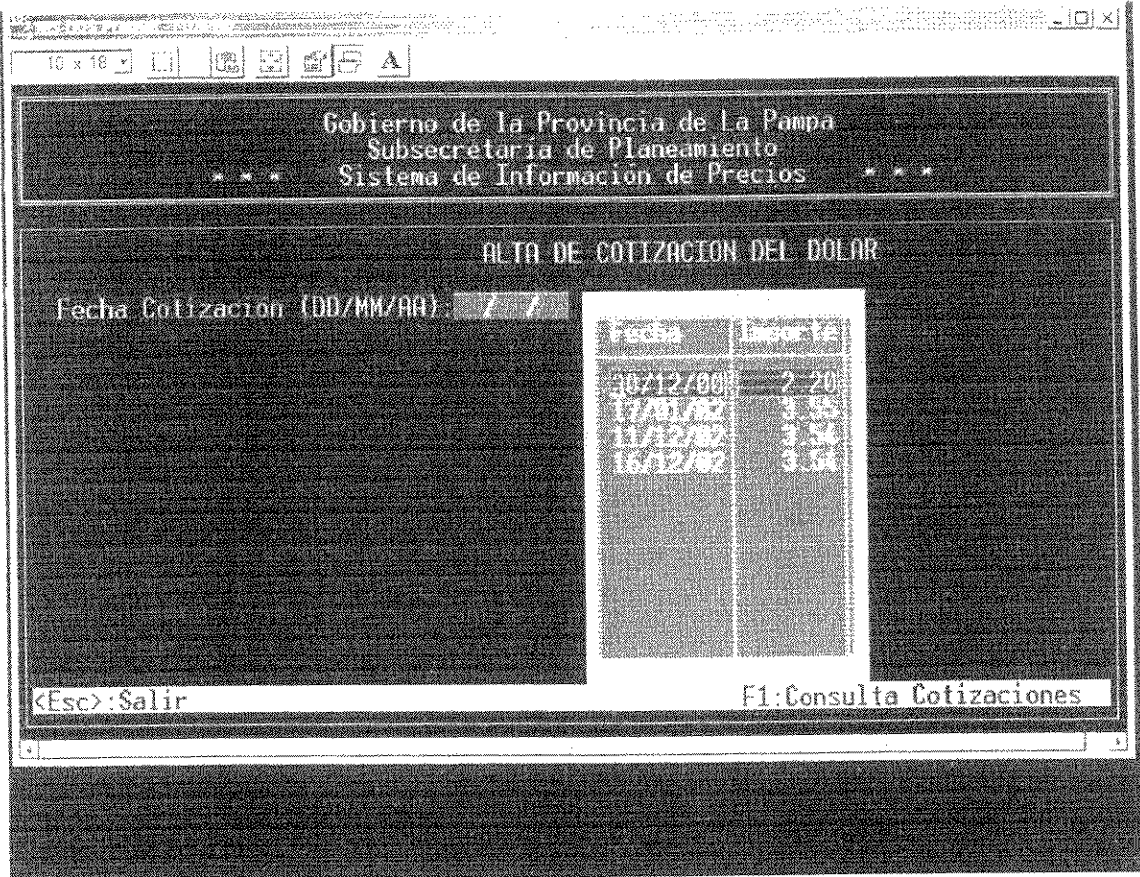 10 x 18
A
Gobierno de la Provincia de La Pampa
Subsecretaria de Planeamiento
* * * Sistema de Información de Precios * * *
ALTA DE COTIZACION DEL DOLAR
Fecha Cotización (DD/MM/AA): / /
Fecha Importe
30/12/00 2.20
17/01/02 3.55
11/12/02 3.54
16/12/02 3.54
<Esc>:Salir F1:Consulta Cotizaciones